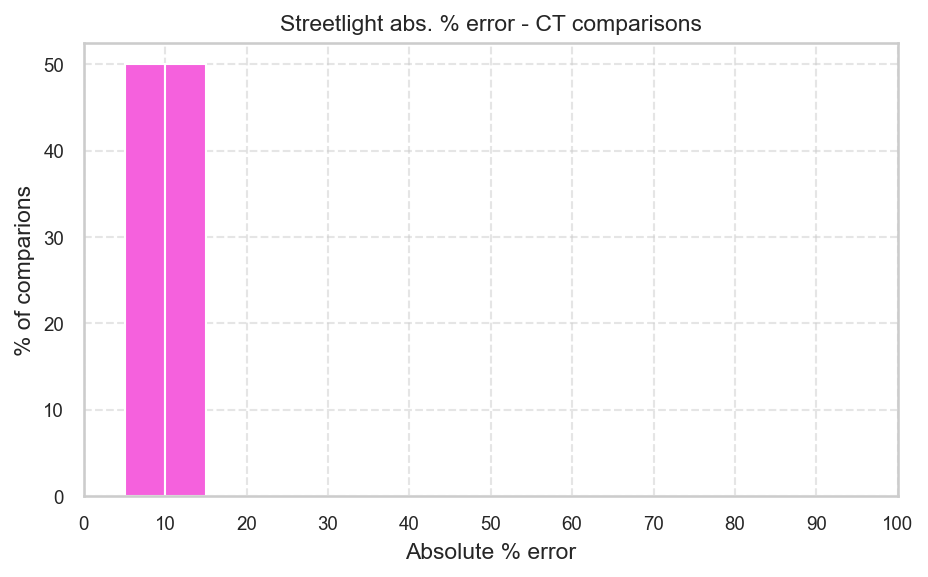 Streetlight abs. % error - CT comparisons
50
40
30
20
10
0
% of comparions
0 10 20 30 40 50 60 70 80 90 100
Absolute % error